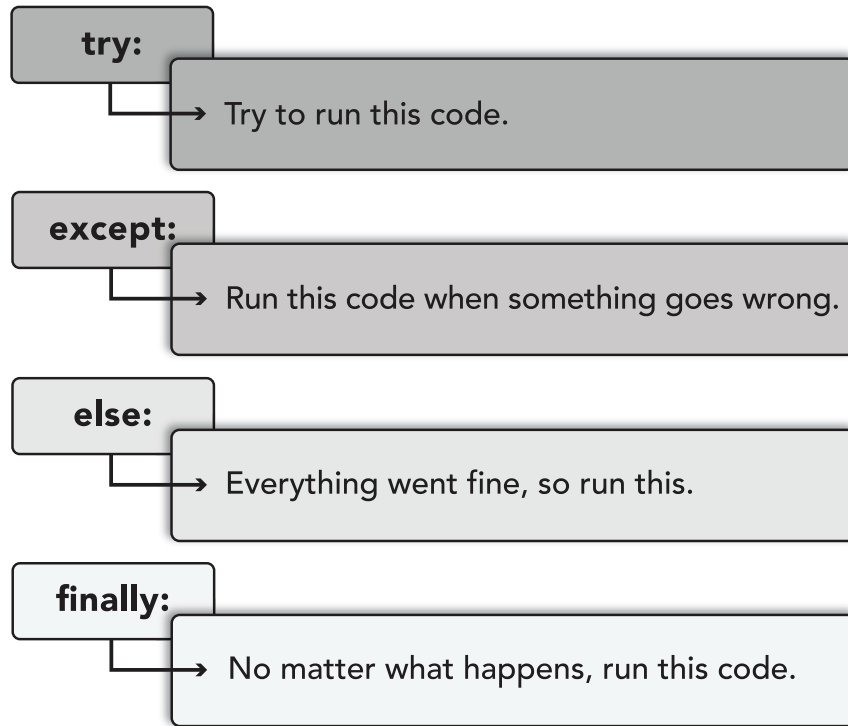 try:
Try to run this code.
except:
Run this code when something goes wrong.
else:
Everything went fine, so run this.
finally:
No matter what happens, run this code.